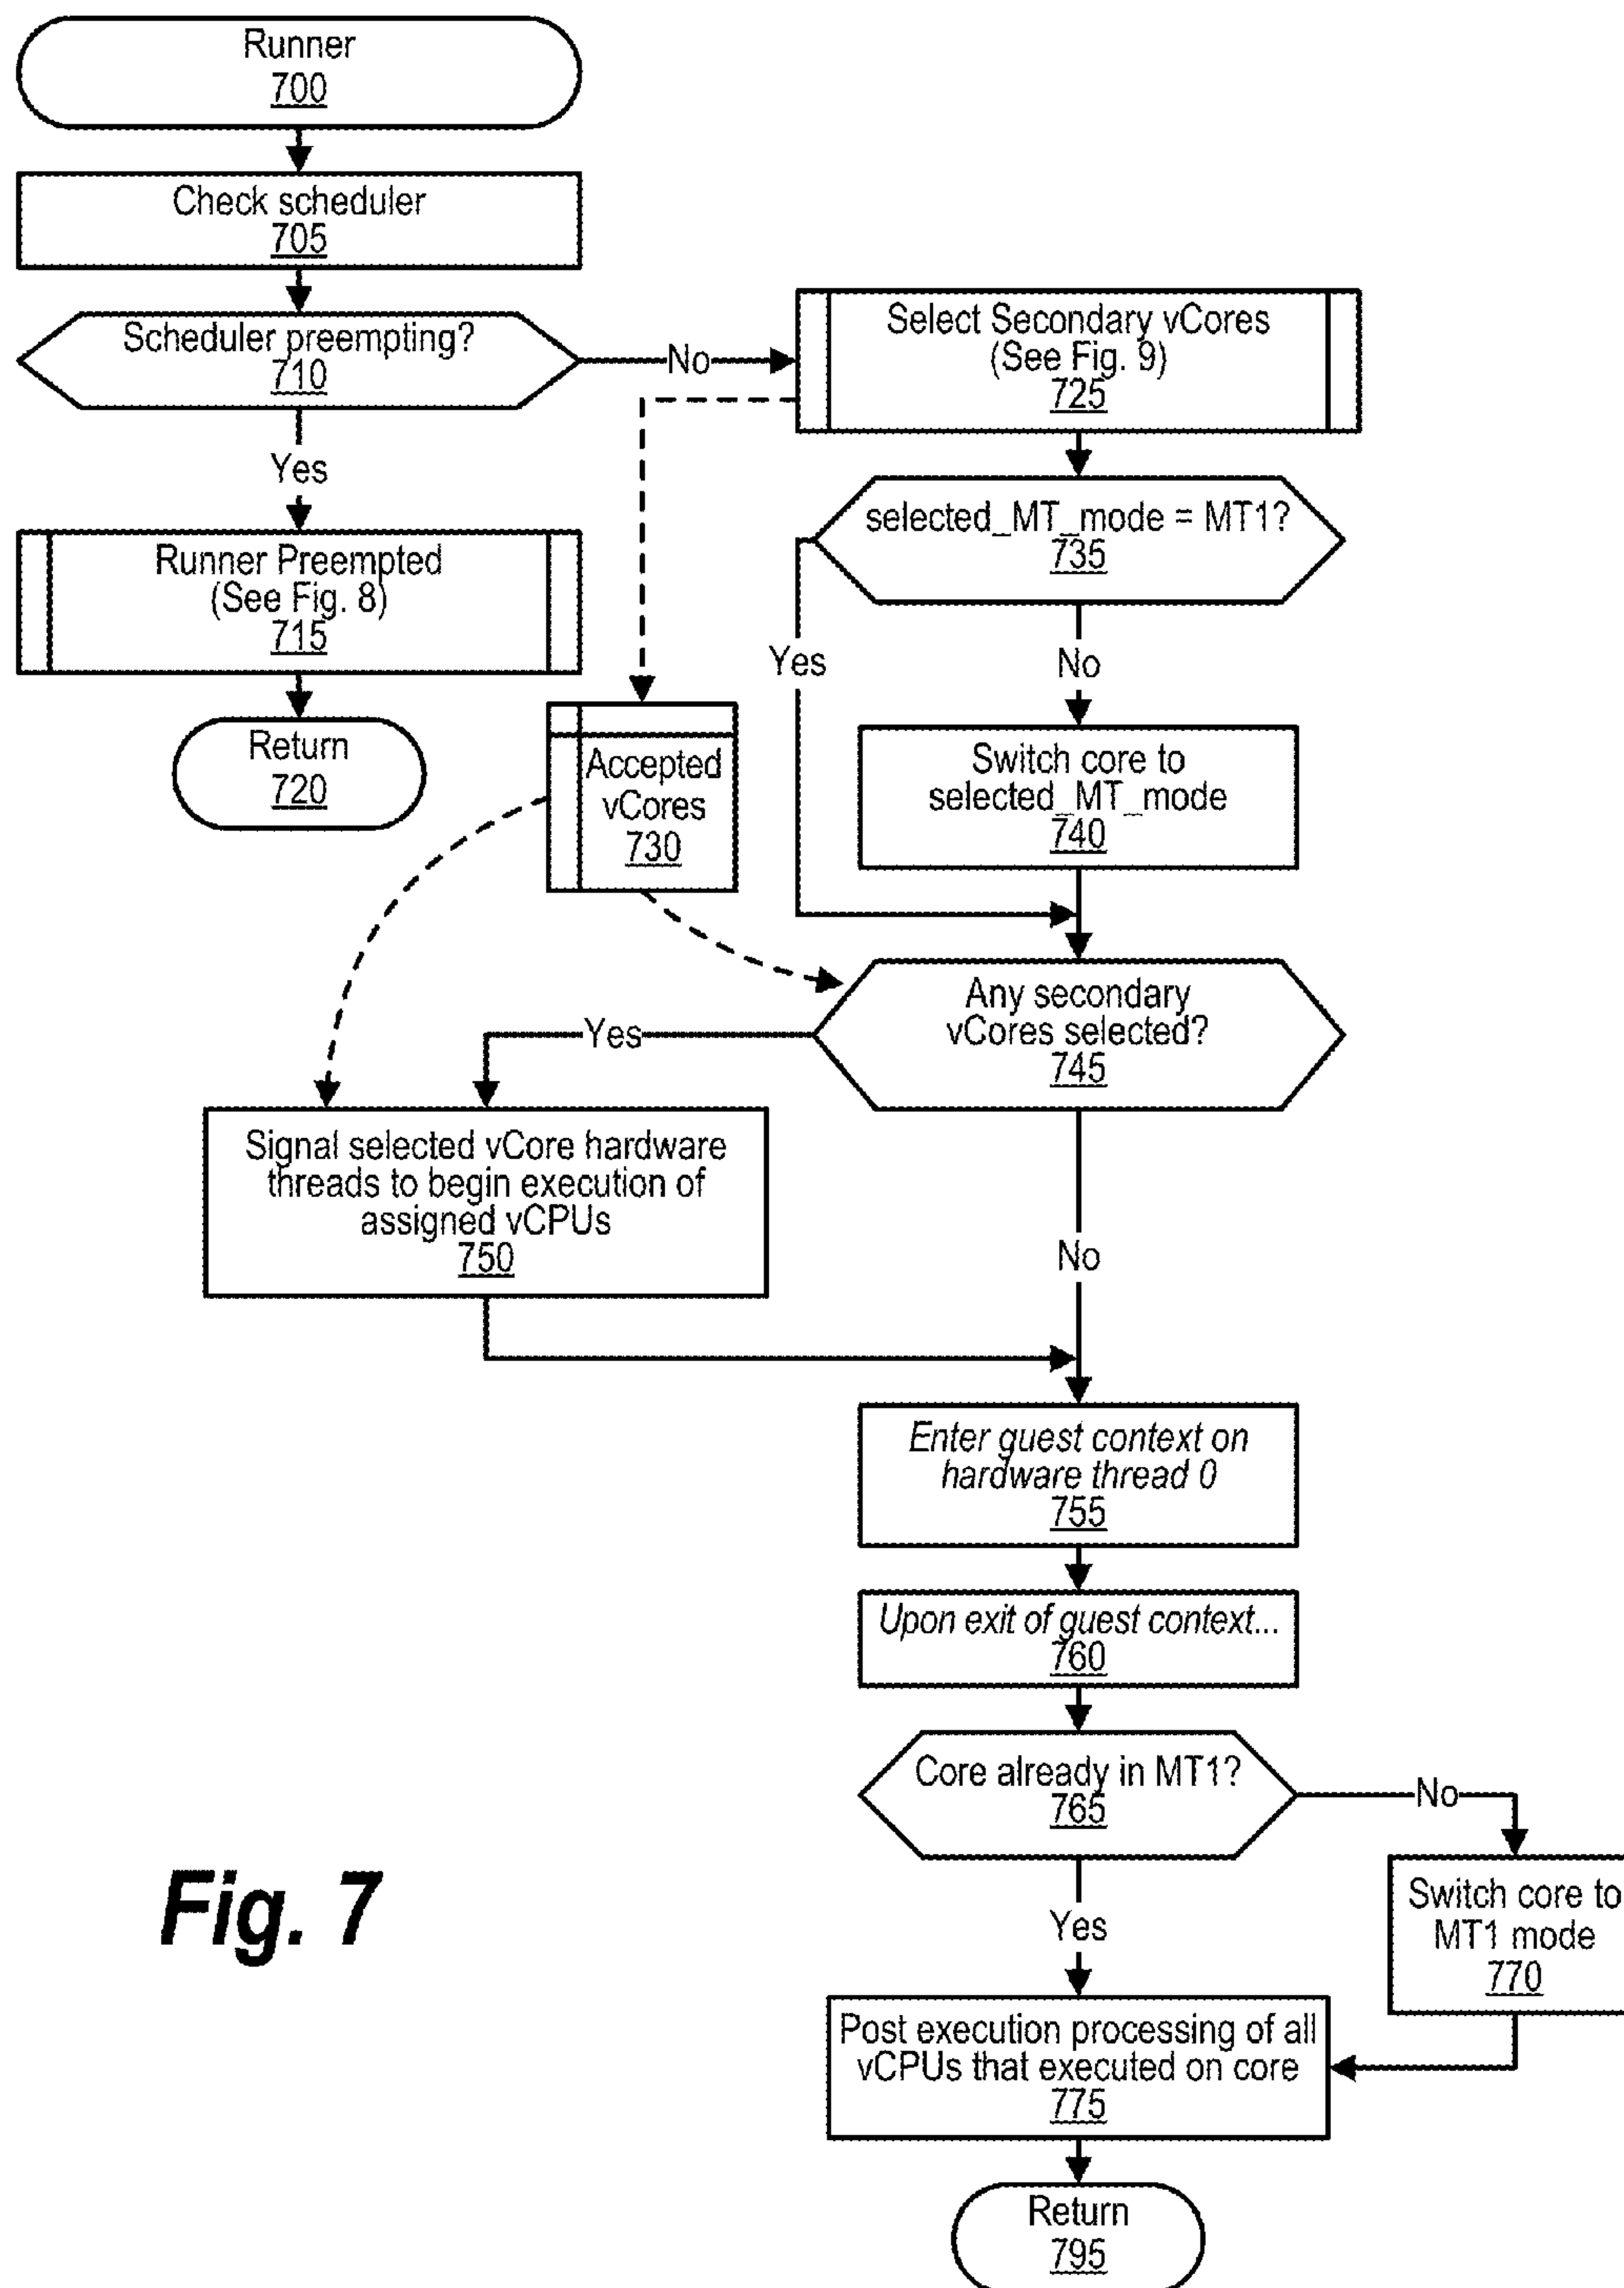 Runner
700
Check scheduler
705
Scheduler preempting?
710
No
Yes
Runner Preempted
(See Fig. 8)
715
Return
720
Select Secondary vCores
(See Fig. 9)
725
selected_MT_mode = MT1?
735
Yes
No
Switch core to
selected_MT_mode
740
Accepted
vCores
730
Any secondary
vCores selected?
745
Yes
No
Signal selected vCore hardware
threads to begin execution of
assigned vCPUs
750
Enter guest context on
hardware thread 0
755
Upon exit of guest context...
760
Core already in MT1?
765
No
Yes
Switch core to
MT1 mode
770
Post execution processing of all
vCPUs that executed on core
775
Return
795
Fig. 7